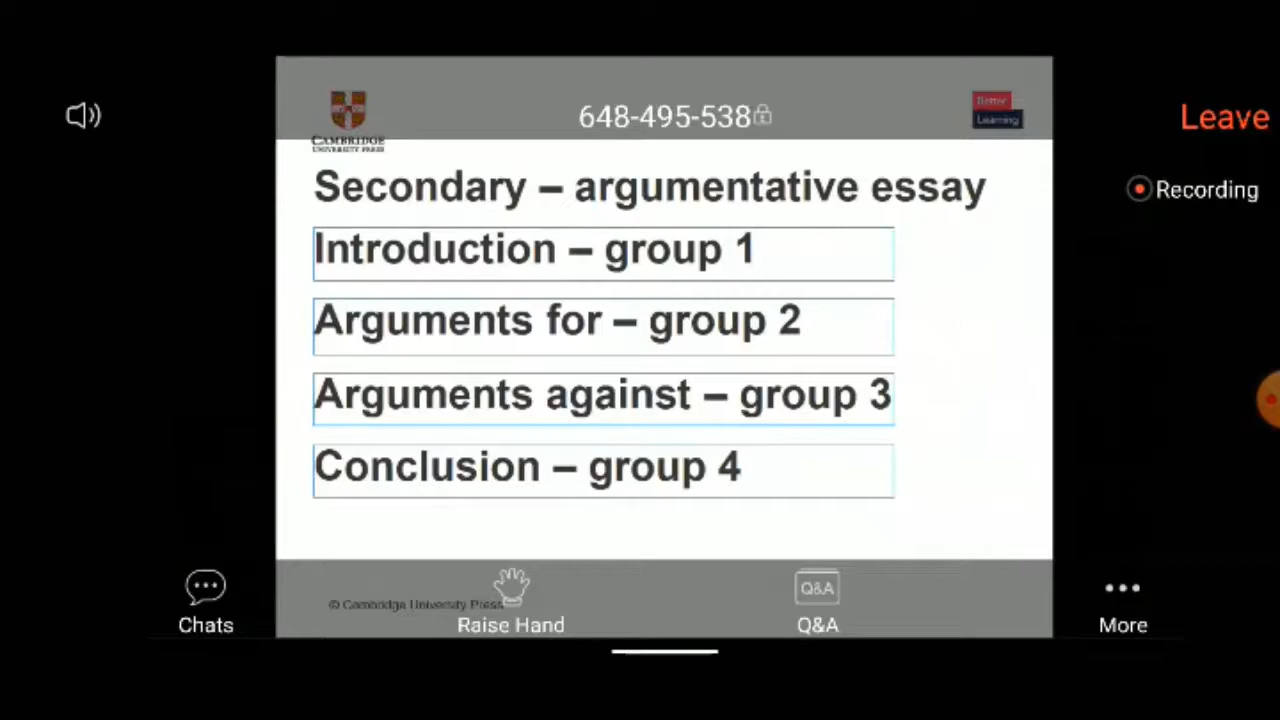 648-495-538
Leave
Better
Learning
CAMBRIDGE
UNIVERSITY PRESS
Recording
Secondary – argumentative essay
Introduction – group 1
Arguments for – group 2
Arguments against – group 3
Conclusion – group 4
© Cambridge University Press
Q&A
Chats
Raise Hand
Q&A
More